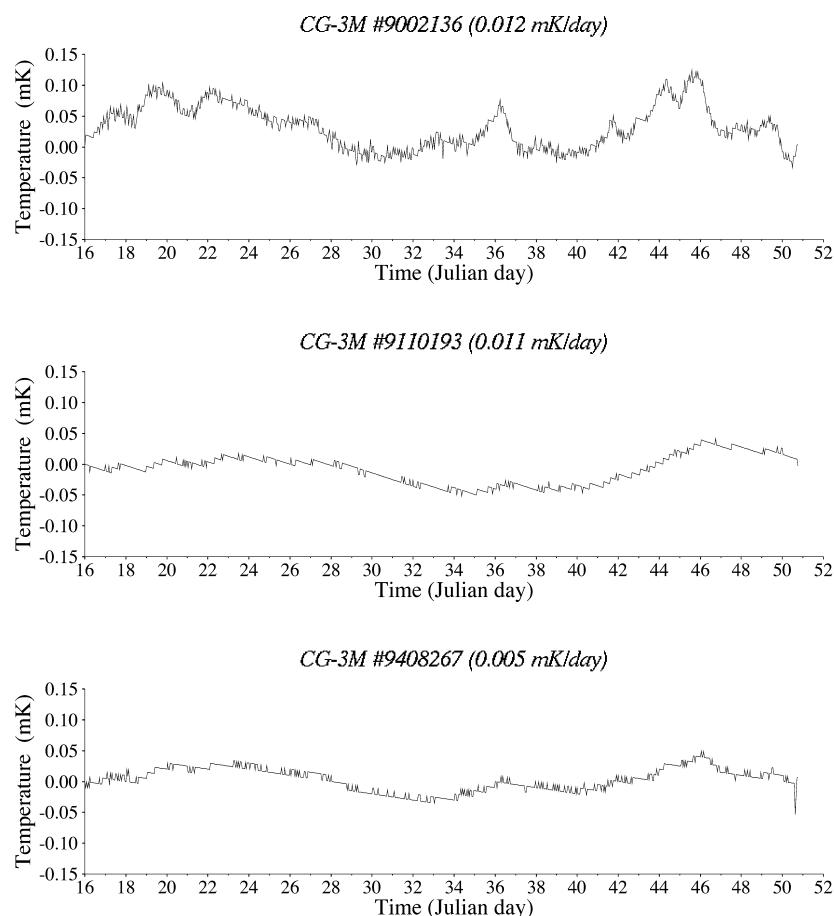 CG-3M #9002136 (0.012 mK/day)
0.15
0.10
0.05
0.00
-0.05
-0.10
-0.15
Temperature (mK)
16 18 20 22 24 26 28 30 32 34 36 38 40 42 44 46 48 50 52
Time (Julian day)
CG-3M #9110193 (0.011 mK/day)
0.15
0.10
0.05
0.00
-0.05
-0.10
-0.15
Temperature (mK)
16 18 20 22 24 26 28 30 32 34 36 38 40 42 44 46 48 50 52
Time (Julian day)
CG-3M #9408267 (0.005 mK/day)
0.15
0.10
0.05
0.00
-0.05
-0.10
-0.15
Temperature (mK)
16 18 20 22 24 26 28 30 32 34 36 38 40 42 44 46 48 50 52
Time (Julian day)